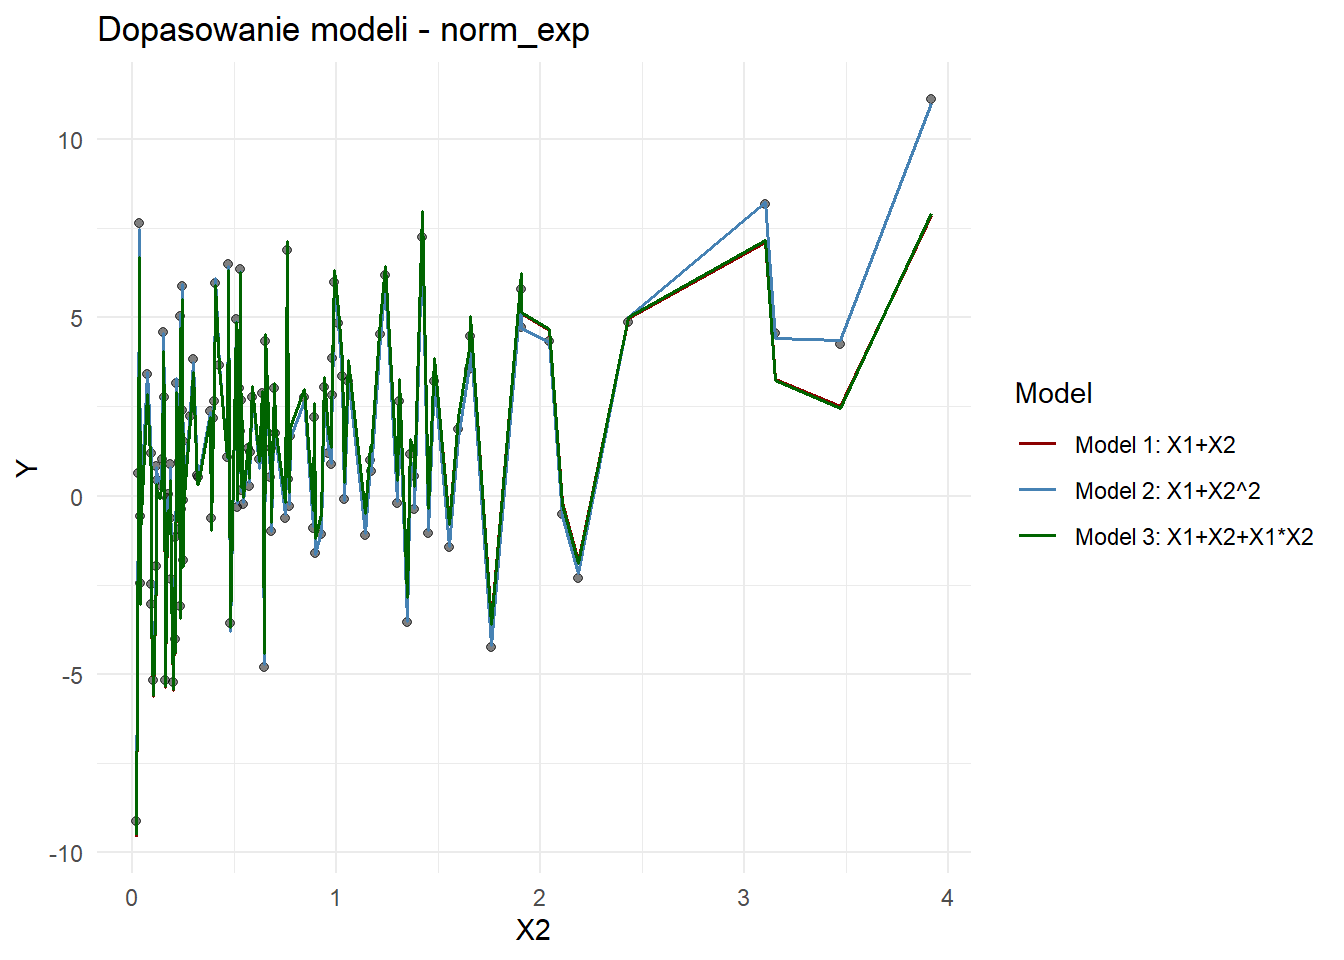 Dopasowanie modeli - norm_exp
10
5
0
-5
-10
Y
0 1 2 3 4
X2
Model
Model 1: X1+X2
Model 2: X1+X2^2
Model 3: X1+X2+X1*X2